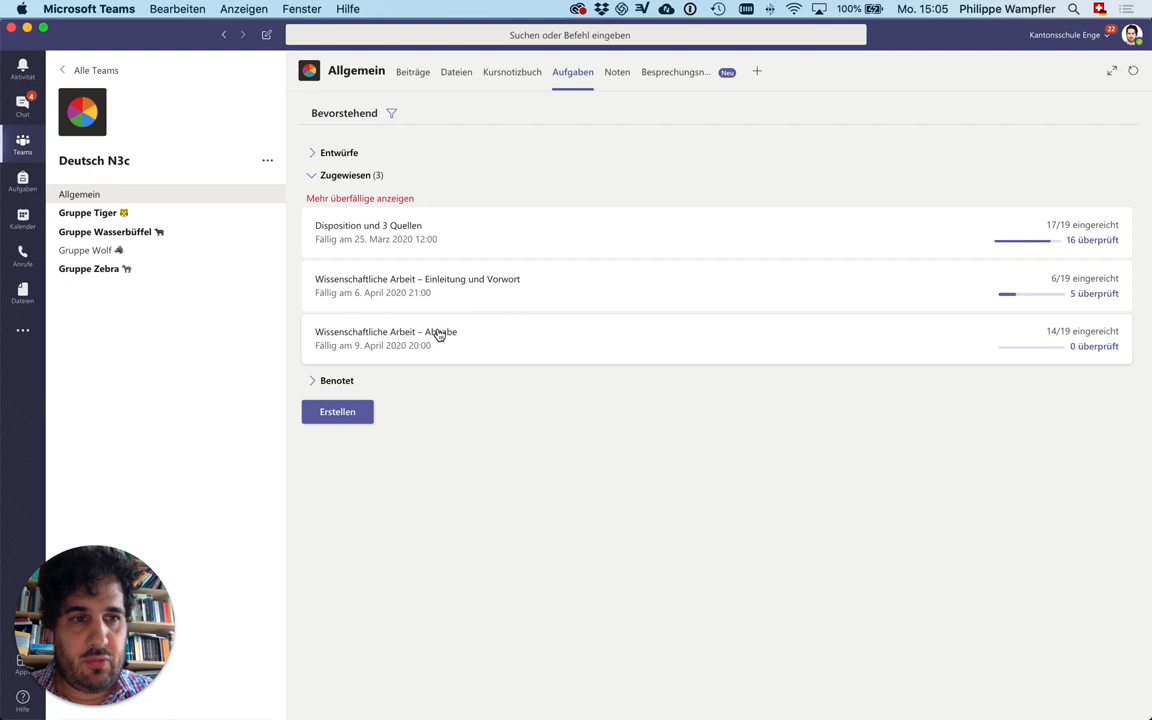 Microsoft Teams Bearbeiten Anzeigen Fenster Hilfe 100% Mo. 15:05 Philippe Wampfler
Suchen oder Befehl eingeben
Kantonsschule Enge 22
Aktivität
Chat 4
Teams
Aufgaben
Kalender
Anrufe
Dateien
Hilfe
Alle Teams
Deutsch N3c
Allgemein
Gruppe Tiger 🐯
Gruppe Wasserbüffel 🐃
Gruppe Wolf 🐺
Gruppe Zebra 🦓
Allgemein Beiträge Dateien Kursnotizbuch Aufgaben Noten Besprechungsn... Neu
Bevorstehend
Entwürfe
Zugewiesen (3)
Mehr überfällige anzeigen
Disposition und 3 Quellen 17/19 eingereicht
Fällig am 25. März 2020 12:00 16 überprüft
Wissenschaftliche Arbeit – Einleitung und Vorwort 6/19 eingereicht
Fällig am 6. April 2020 21:00 5 überprüft
Wissenschaftliche Arbeit – Abgabe 14/19 eingereicht
Fällig am 9. April 2020 20:00 0 überprüft
Benotet
Erstellen